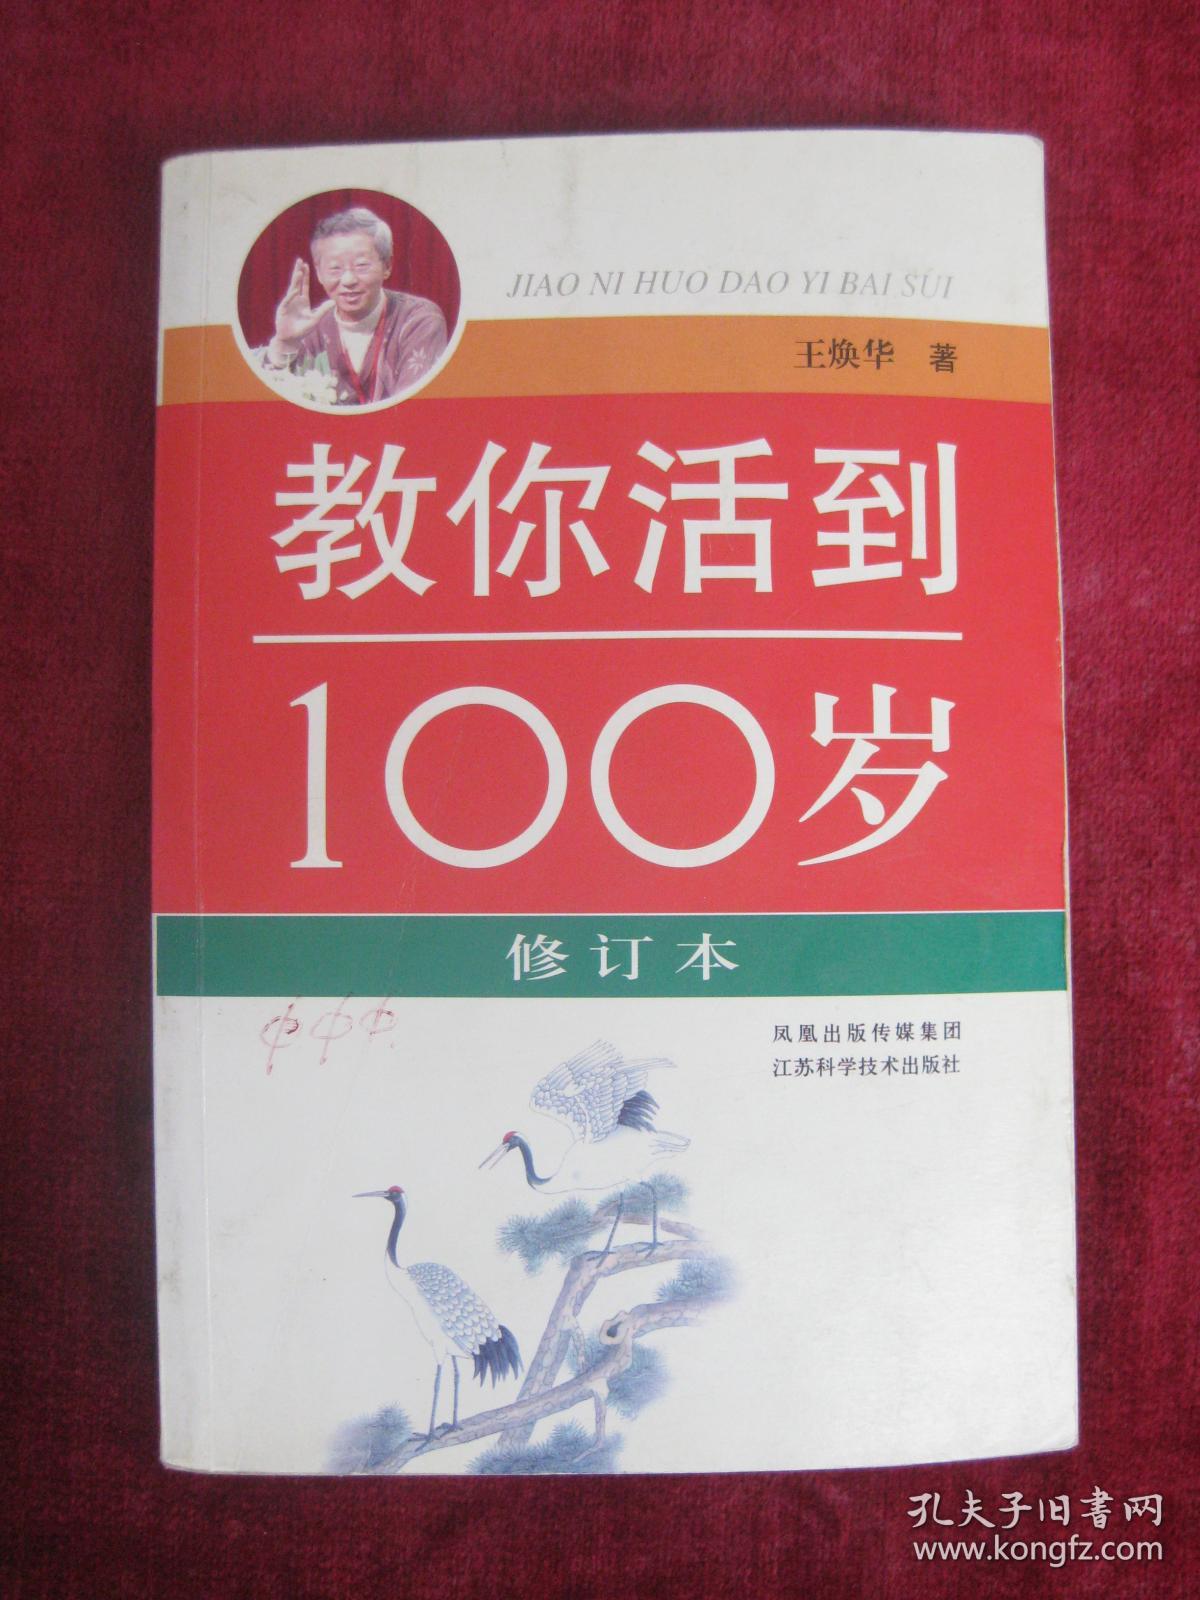 JIAO NI HUO DAO YI BAI SUI
王焕华 著
教你活到
100岁
修订本
凤凰出版传媒集团
江苏科学技术出版社
孔夫子旧書网
www.kongfz.com